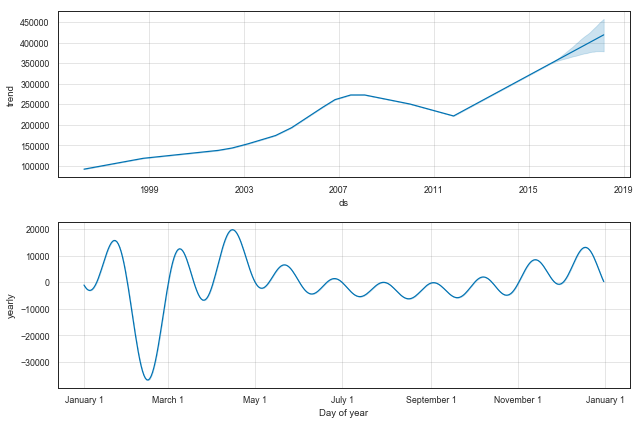 450000
400000
350000
300000
250000
200000
150000
100000
trend
1999 2003 2007 2011 2015 2019
ds
20000
10000
0
−10000
−20000
−30000
yearly
January 1 March 1 May 1 July 1 September 1 November 1 January 1
Day of year